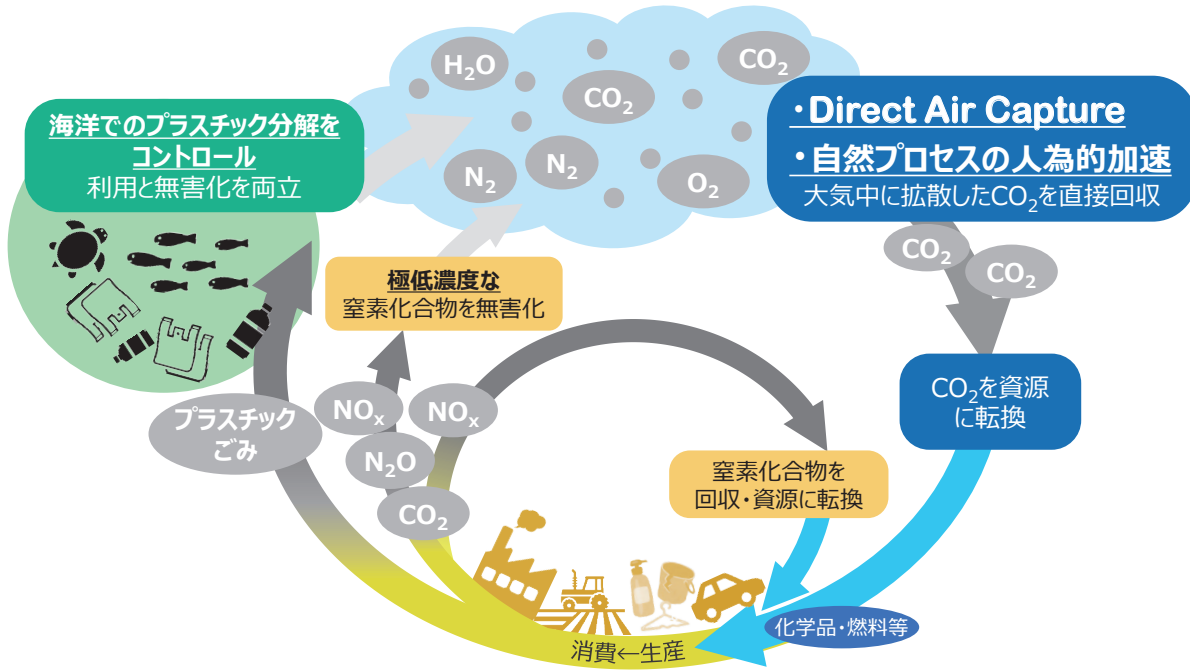 H₂O
CO₂
CO₂
N₂
N₂
O₂
海洋でのプラスチック分解を
コントロール
利用と無害化を両立
・Direct Air Capture
・自然プロセスの人為的加速
大気中に拡散したCO₂を直接回収
CO₂
CO₂
極低濃度な
窒素化合物を無害化
CO₂を資源
に転換
プラスチック
ごみ
NOₓ
NOₓ
N₂O
CO₂
窒素化合物を
回収・資源に転換
化学品・燃料等
消費←生産